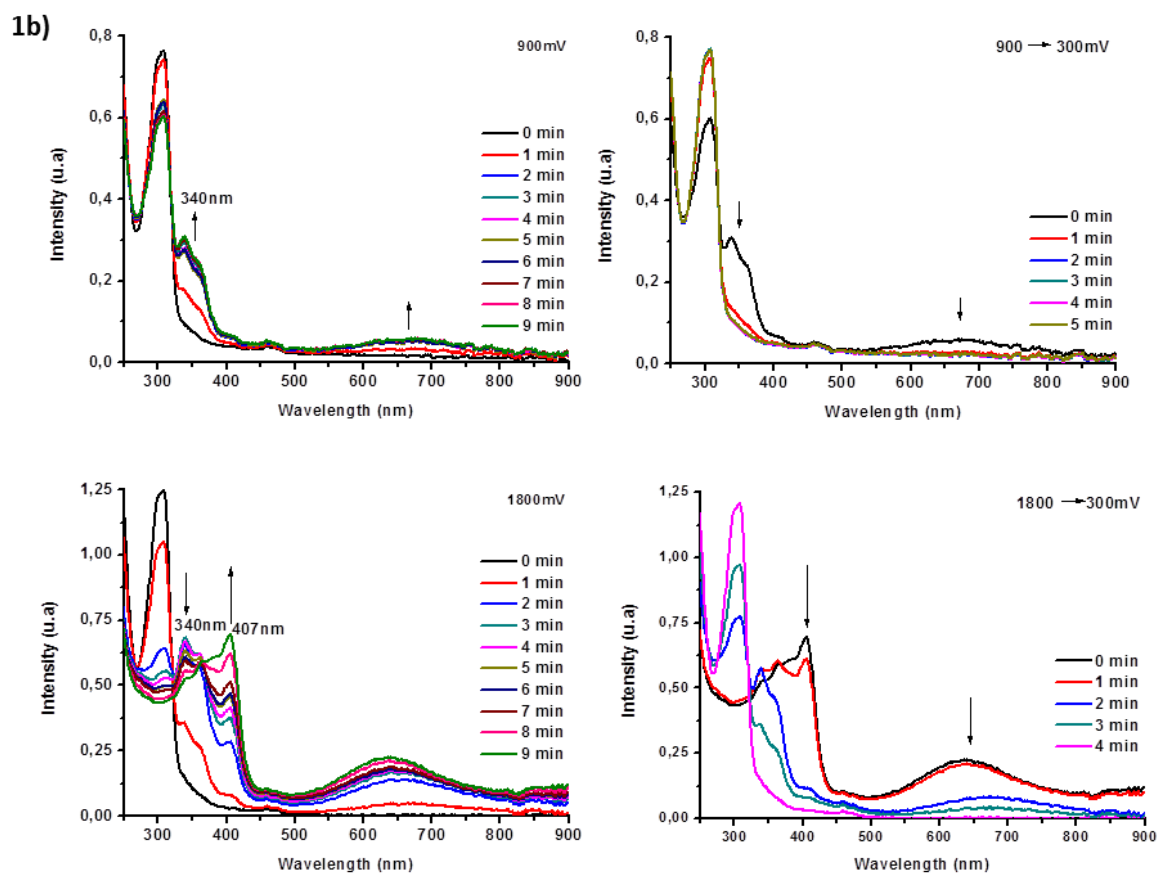 1b)
900mV
0,8
0,6
0,4
0,2
0,0
Intensity (u.a)
340nm
0 min
1 min
2 min
3 min
4 min
5 min
6 min
7 min
8 min
9 min
300 400 500 600 700 800 900
Wavelength (nm)
900 → 300mV
0,8
0,6
0,4
0,2
0,0
Intensity (u.a)
0 min
1 min
2 min
3 min
4 min
5 min
300 400 500 600 700 800 900
Wavelength (nm)
1800mV
1,25
1,00
0,75
0,50
0,25
0,00
Intensity (u.a)
340nm 407nm
0 min
1 min
2 min
3 min
4 min
5 min
6 min
7 min
8 min
9 min
300 400 500 600 700 800 900
Wavelength (nm)
1800 → 300mV
1,25
1,00
0,75
0,50
0,25
0,00
Intensity (u.a)
0 min
1 min
2 min
3 min
4 min
300 400 500 600 700 800 900
Wavelength (nm)